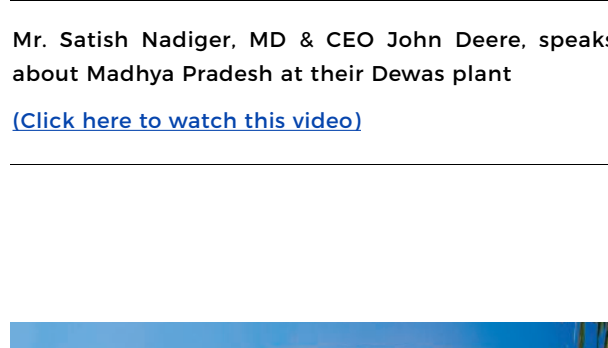 Mr. Satish Nadiger, MD & CEO John Deere, speaks
about Madhya Pradesh at their Dewas plant
(Click here to watch this video)